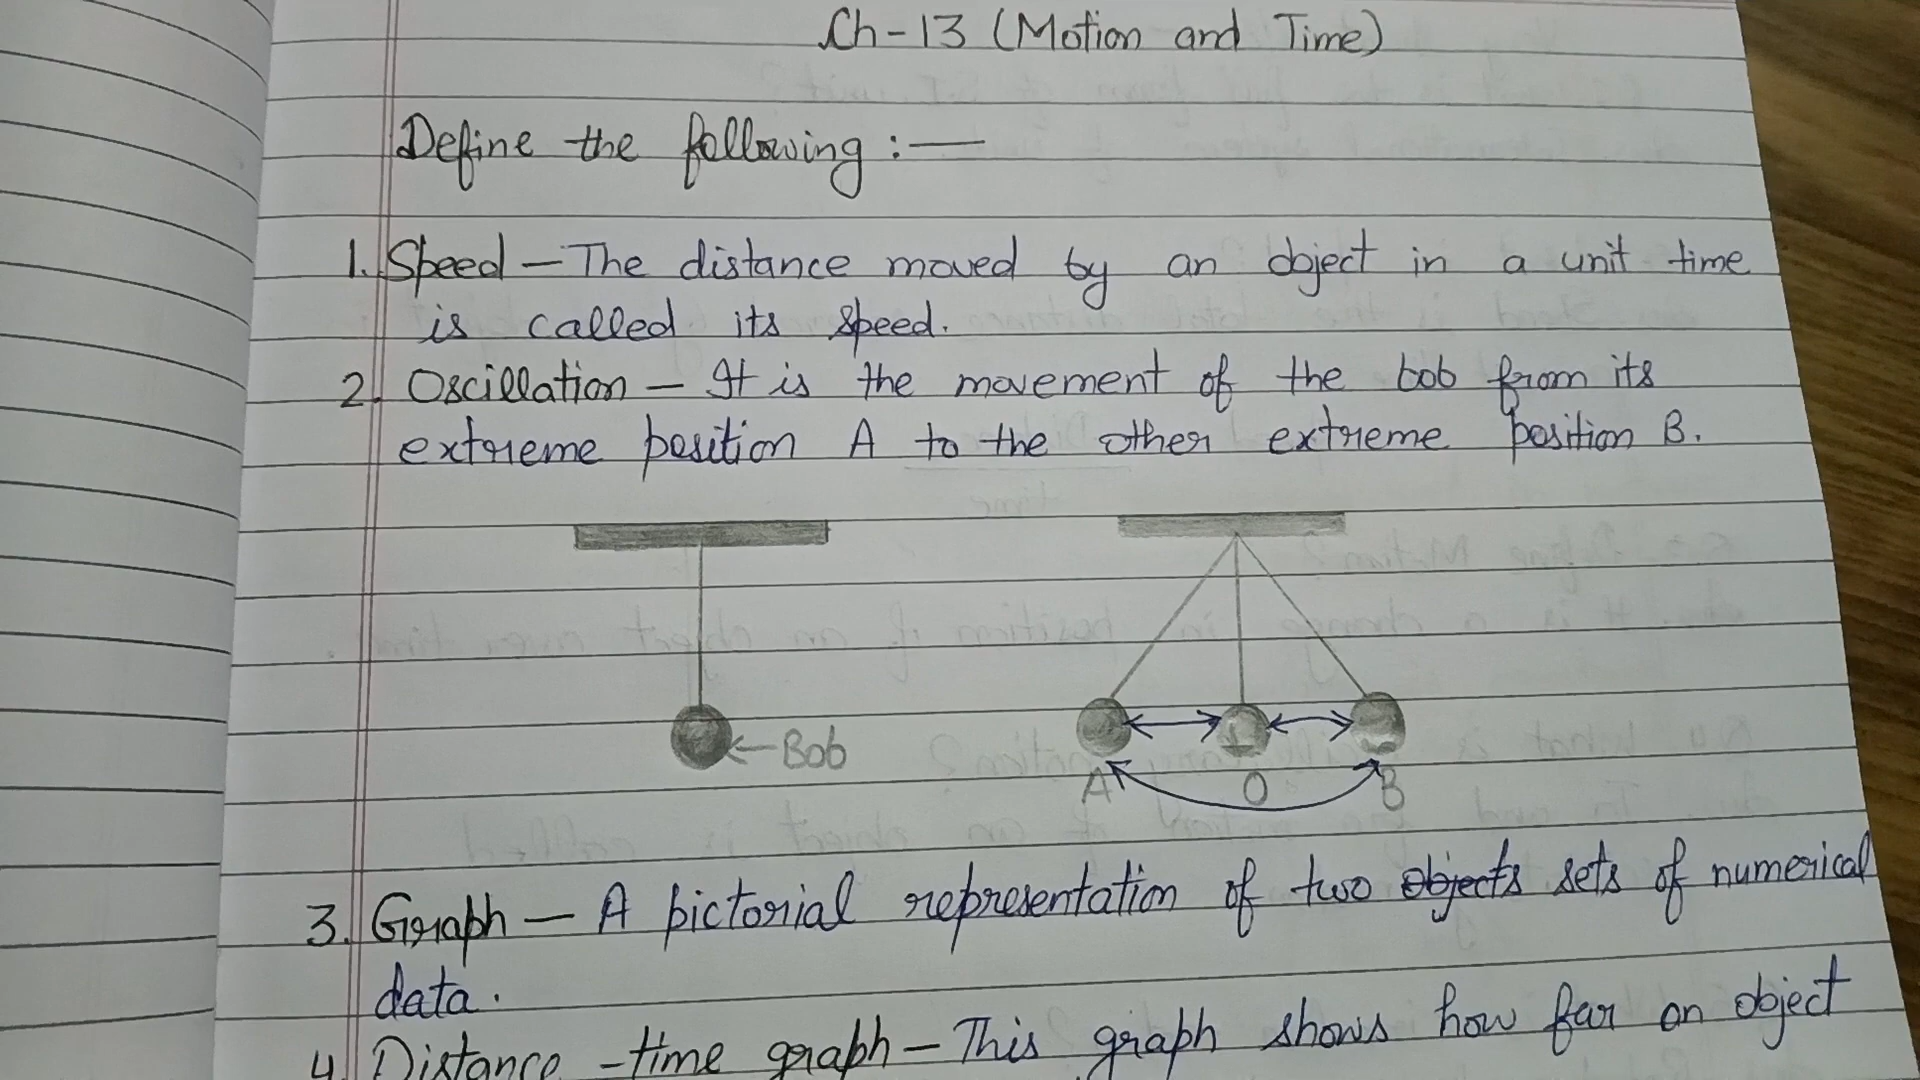 Ch-13 (Motion and Time)
Define the following :—
1. Speed — The distance moved by an object in a unit time
is called its speed.
2. Oscillation — It is the movement of the bob from its
extreme position A to the other extreme position B.
Bob
A O B
3. Graph — A pictorial representation of two objects sets of numerical
data.
4. Distance-time graph — This graph shows how far an object